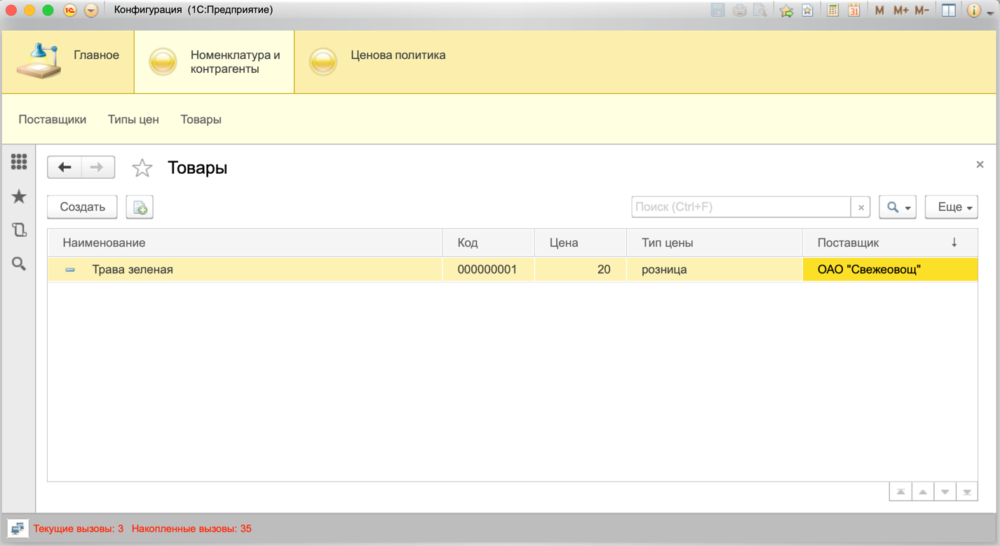 Конфигурация (1С:Предприятие)
M M+ M-
31
Главное
Номенклатура и
контрагенты
Ценова политика
Поставщики Типы цен Товары
Товары
Создать
Поиск (Ctrl+F)
Еще
Наименование Код Цена Тип цены Поставщик
Трава зеленая 000000001 20 розница ОАО "Свежеовощ"
Текущие вызовы: 3 Накопленные вызовы: 35